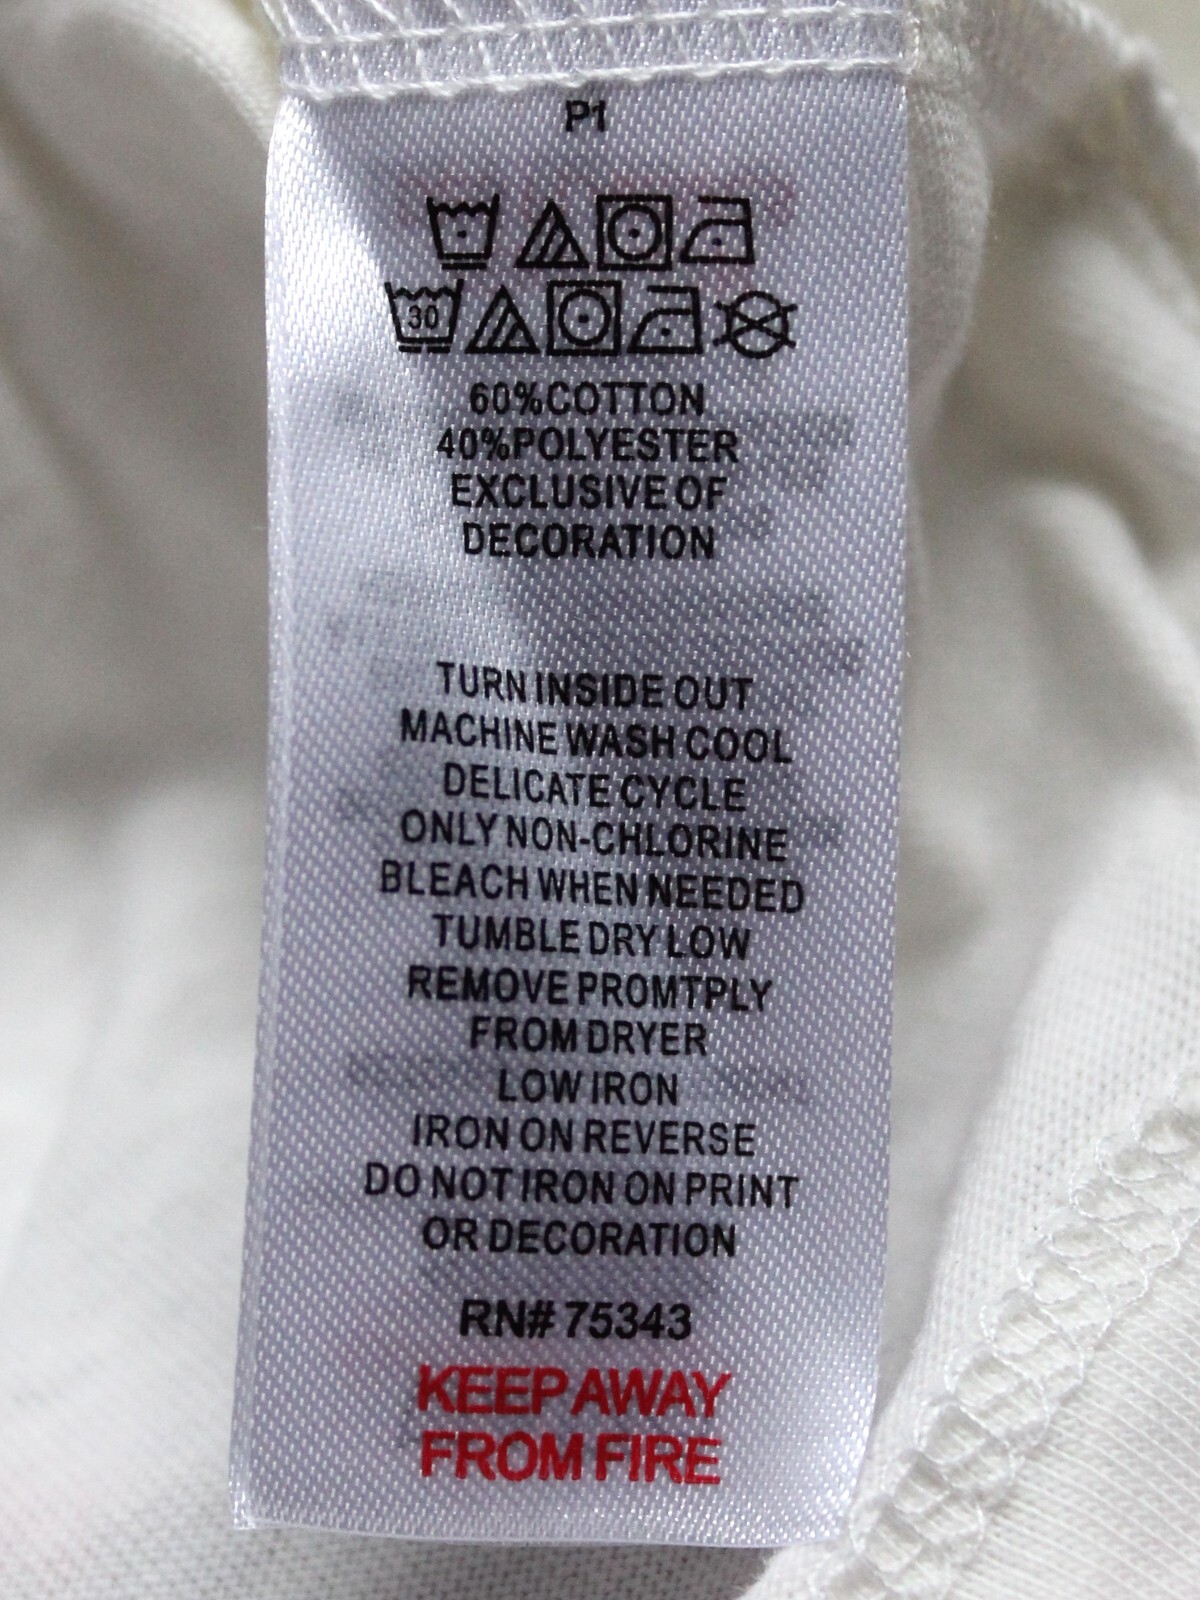 P1
30
60%COTTON
40%POLYESTER
EXCLUSIVE OF
DECORATION
TURN INSIDE OUT
MACHINE WASH COOL
DELICATE CYCLE
ONLY NON-CHLORINE
BLEACH WHEN NEEDED
TUMBLE DRY LOW
REMOVE PROMTPLY
FROM DRYER
LOW IRON
IRON ON REVERSE
DO NOT IRON ON PRINT
OR DECORATION
RN# 75343
KEEP AWAY
FROM FIRE